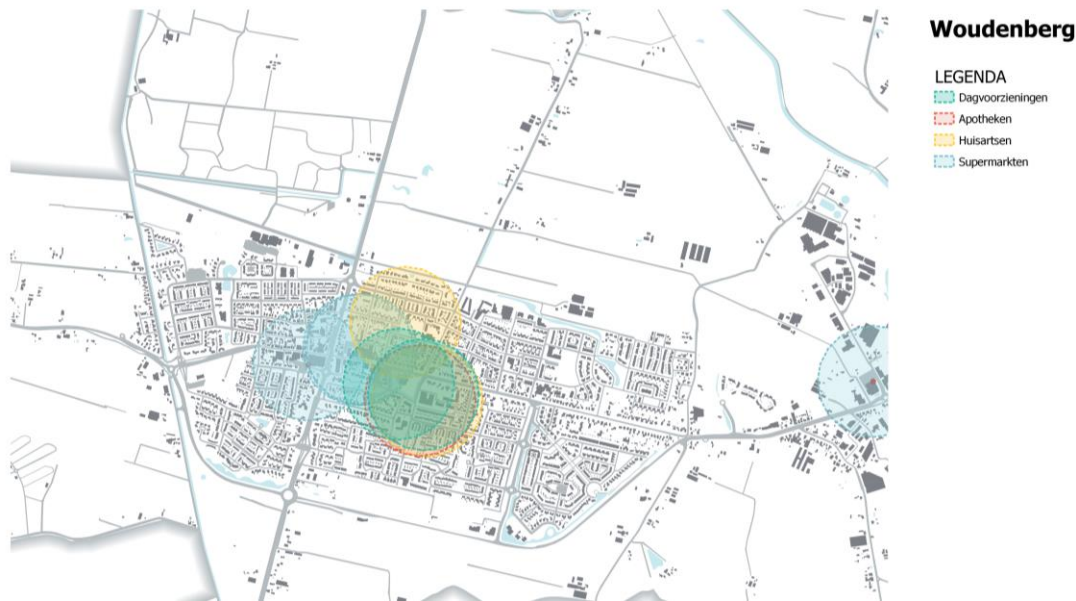 Woudenberg
LEGENDA
Dagvoorzieningen
Apotheken
Huisartsen
Supermarkten